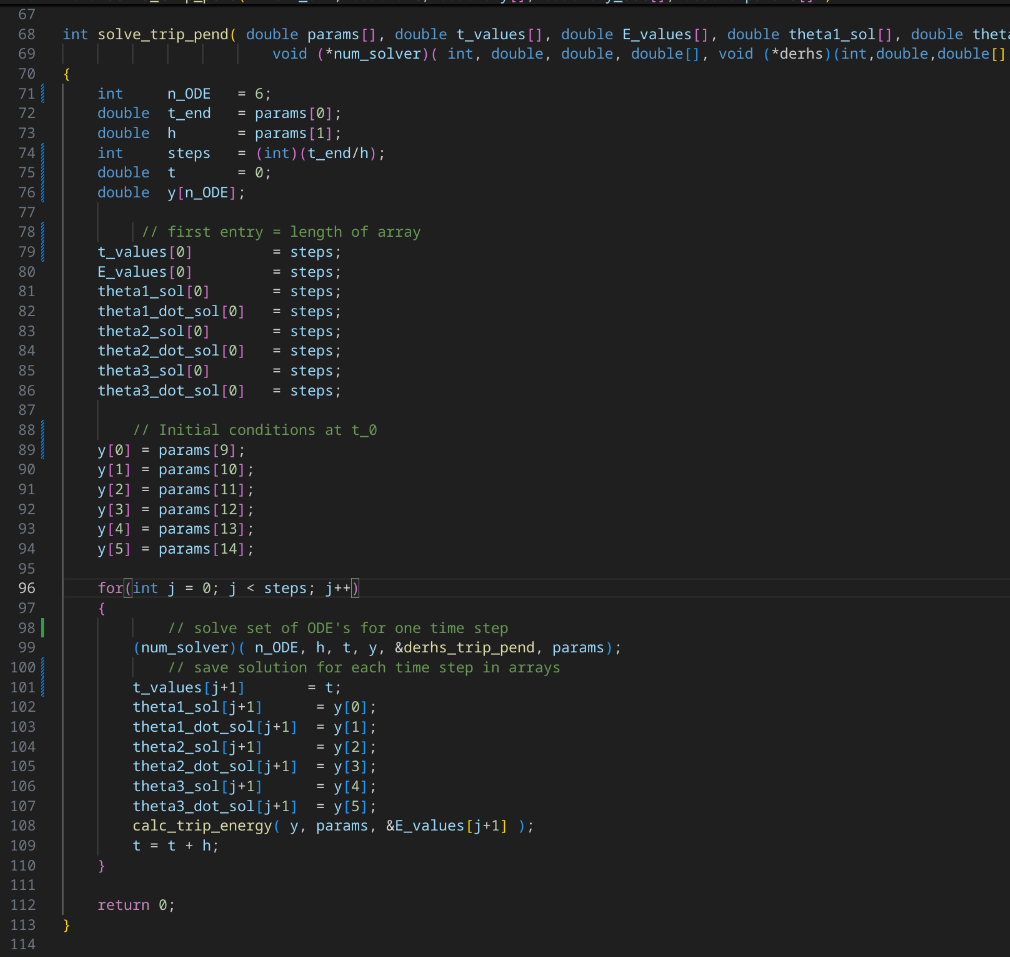 67
68 int solve_trip_pend( double params[], double t_values[], double E_values[], double theta1_sol[], double
69 void (*num_solver)( int, double, double, double[], void (*derhs)(int,double,double[]
70 {
71 int n_ODE = 6;
72 double t_end = params[0];
73 double h = params[1];
74 int steps = (int)(t_end/h);
75 double t = 0;
76 double y[n_ODE];
77
78 // first entry = length of array
79 t_values[0] = steps;
80 E_values[0] = steps;
81 theta1_sol[0] = steps;
82 theta1_dot_sol[0] = steps;
83 theta2_sol[0] = steps;
84 theta2_dot_sol[0] = steps;
85 theta3_sol[0] = steps;
86 theta3_dot_sol[0] = steps;
87
88 // Initial conditions at t_0
89 y[0] = params[9];
90 y[1] = params[10];
91 y[2] = params[11];
92 y[3] = params[12];
93 y[4] = params[13];
94 y[5] = params[14];
95
96 for(int j = 0; j < steps; j++)
97 {
98 // solve set of ODE's for one time step
99 (num_solver)( n_ODE, h, t, y, &derhs_trip_pend, params);
100 // save solution for each time step in arrays
101 t_values[j+1] = t;
102 theta1_sol[j+1] = y[0];
103 theta1_dot_sol[j+1] = y[1];
104 theta2_sol[j+1] = y[2];
105 theta2_dot_sol[j+1] = y[3];
106 theta3_sol[j+1] = y[4];
107 theta3_dot_sol[j+1] = y[5];
108 calc_trip_energy( y, params, &E_values[j+1] );
109 t = t + h;
110 }
111
112 return 0;
113 }
114